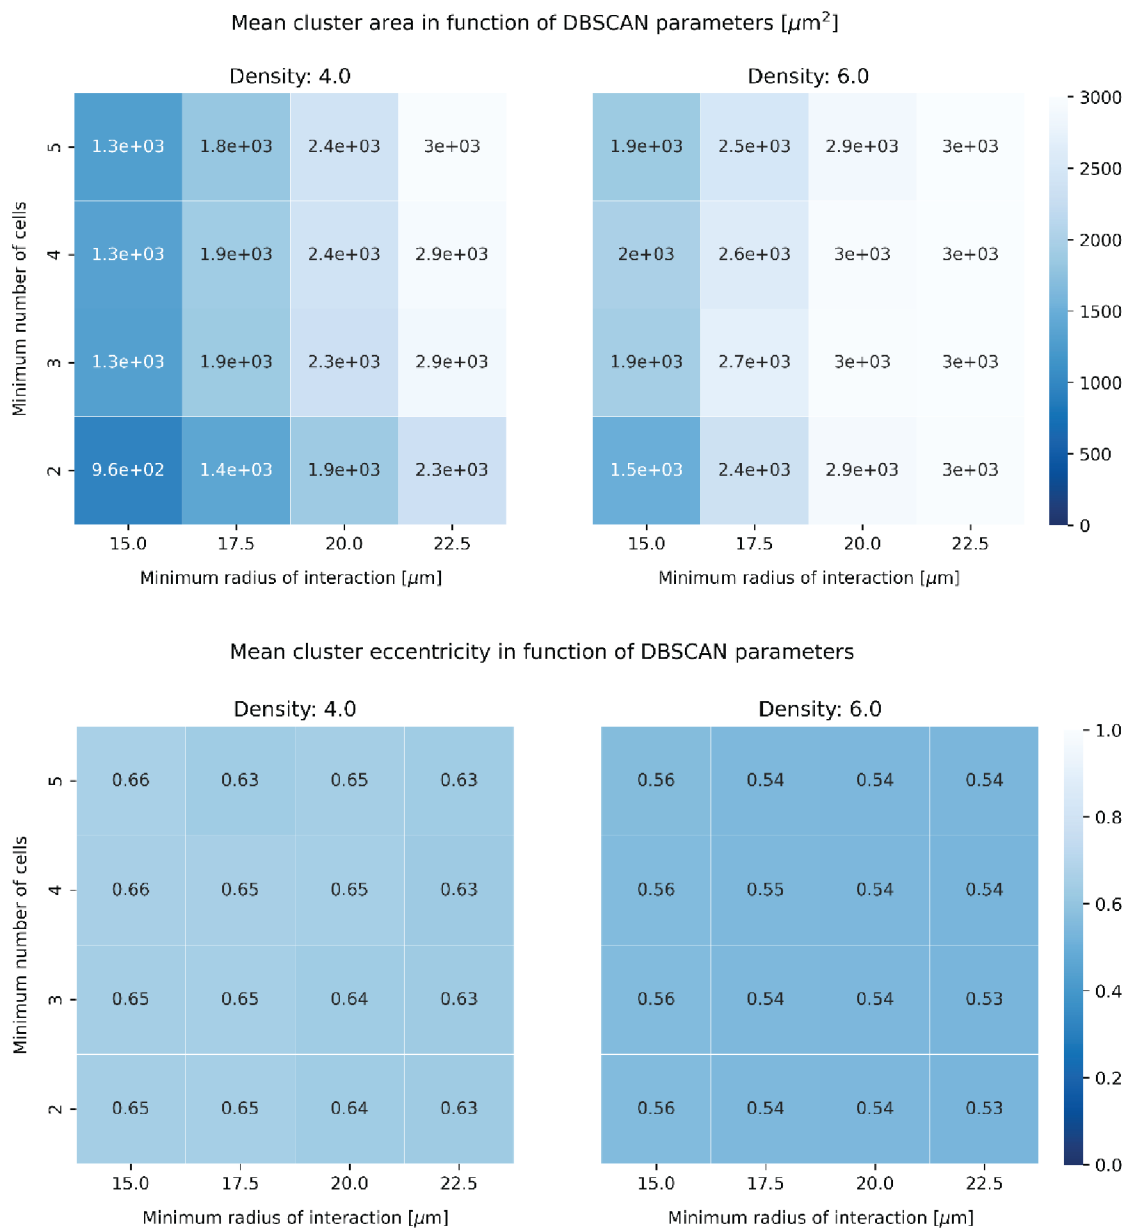 Mean cluster area in function of DBSCAN parameters [μm²]
Density: 4.0
Density: 6.0
Minimum number of cells
5
4
3
2
1.3e+03 1.8e+03 2.4e+03 3e+03
1.3e+03 1.9e+03 2.4e+03 2.9e+03
1.3e+03 1.9e+03 2.3e+03 2.9e+03
9.6e+02 1.4e+03 1.9e+03 2.3e+03
15.0 17.5 20.0 22.5
Minimum radius of interaction [μm]
1.9e+03 2.5e+03 2.9e+03 3e+03
2e+03 2.6e+03 3e+03 3e+03
1.9e+03 2.7e+03 3e+03 3e+03
1.5e+03 2.4e+03 2.9e+03 3e+03
15.0 17.5 20.0 22.5
Minimum radius of interaction [μm]
3000
2500
2000
1500
1000
500
0
Mean cluster eccentricity in function of DBSCAN parameters
Density: 4.0
Density: 6.0
Minimum number of cells
5
4
3
2
0.66 0.63 0.65 0.63
0.66 0.65 0.65 0.63
0.65 0.65 0.64 0.63
0.65 0.65 0.64 0.63
15.0 17.5 20.0 22.5
Minimum radius of interaction [μm]
0.56 0.54 0.54 0.54
0.56 0.55 0.54 0.54
0.56 0.54 0.54 0.53
0.56 0.54 0.54 0.53
15.0 17.5 20.0 22.5
Minimum radius of interaction [μm]
1.0
0.8
0.6
0.4
0.2
0.0